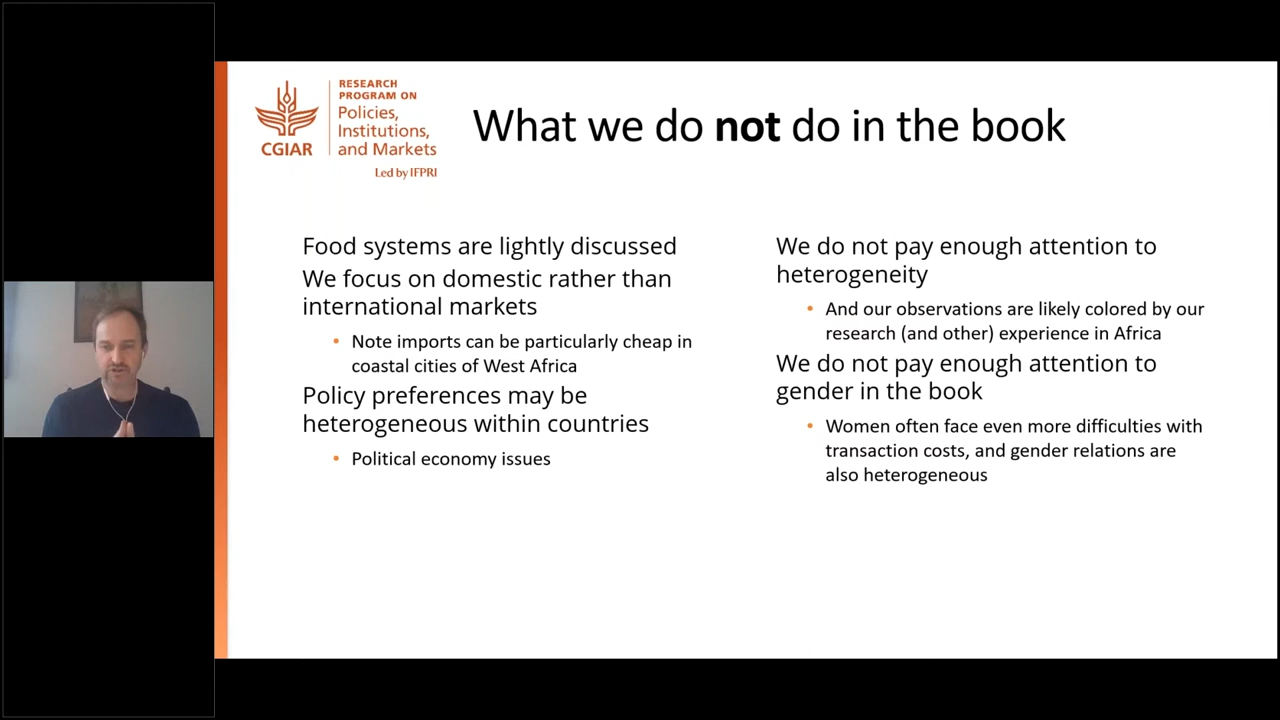 RESEARCH
PROGRAM ON
Policies,
Institutions,
and Markets
CGIAR
Led by IFPRI
What we do not do in the book
Food systems are lightly discussed
We focus on domestic rather than
international markets
• Note imports can be particularly cheap in
coastal cities of West Africa
Policy preferences may be
heterogeneous within countries
• Political economy issues
We do not pay enough attention to
heterogeneity
• And our observations are likely colored by our
research (and other) experience in Africa
We do not pay enough attention to
gender in the book
• Women often face even more difficulties with
transaction costs, and gender relations are
also heterogeneous